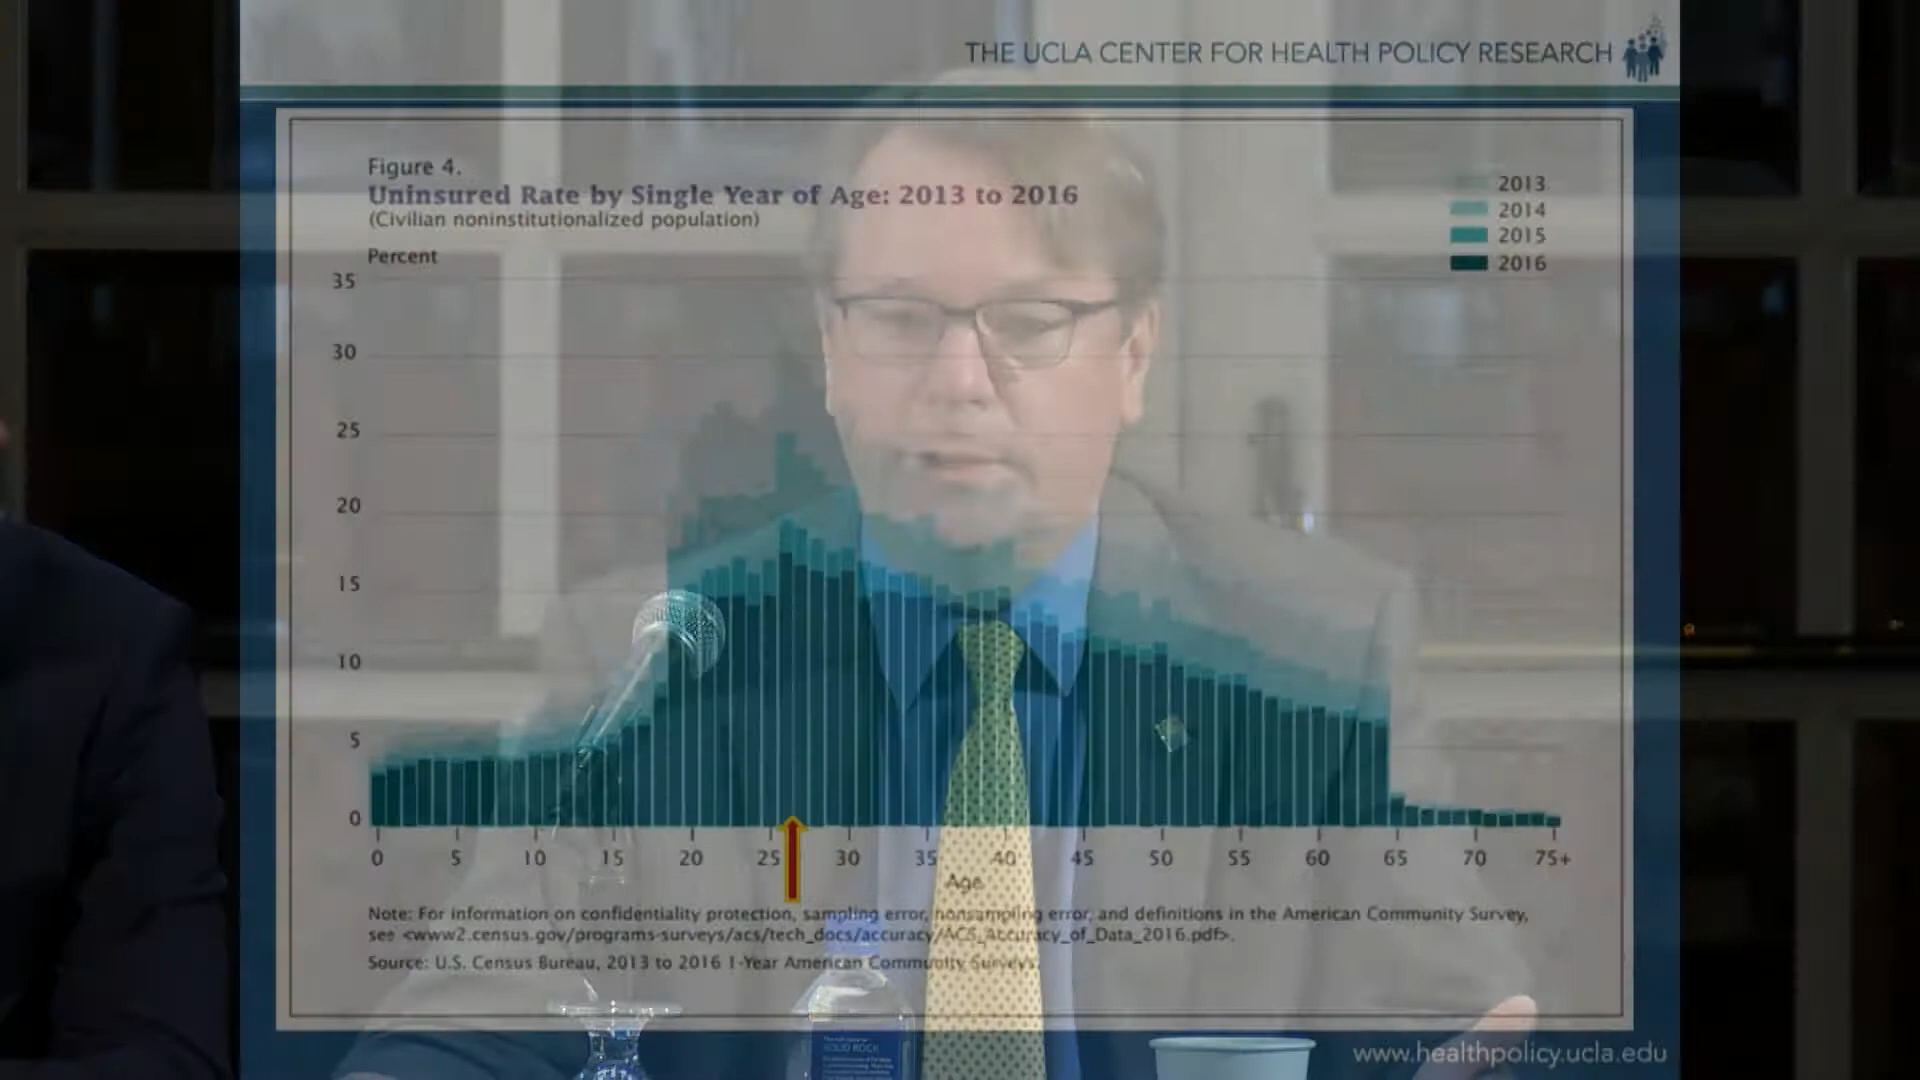 THE UCLA CENTER FOR HEALTH POLICY RESEARCH
Figure 4.
Uninsured Rate by Single Year of Age: 2013 to 2016
(Civilian noninstitutionalized population)
Percent
2013
2014
2015
2016
35
30
25
20
15
10
5
0
0 5 10 15 20 25 30 35 40 45 50 55 60 65 70 75+
Age
Note: For information on confidentiality protection, sampling error, nonsampling error, and definitions in the American Community Survey,
see <www2.census.gov/programs-surveys/acs/tech_docs/accuracy/ACS_Accuracy_of_Data_2016.pdf>.
Source: U.S. Census Bureau, 2013 to 2016 1-Year American Community Surveys.
SOLID ROCK
www.healthpolicy.ucla.edu